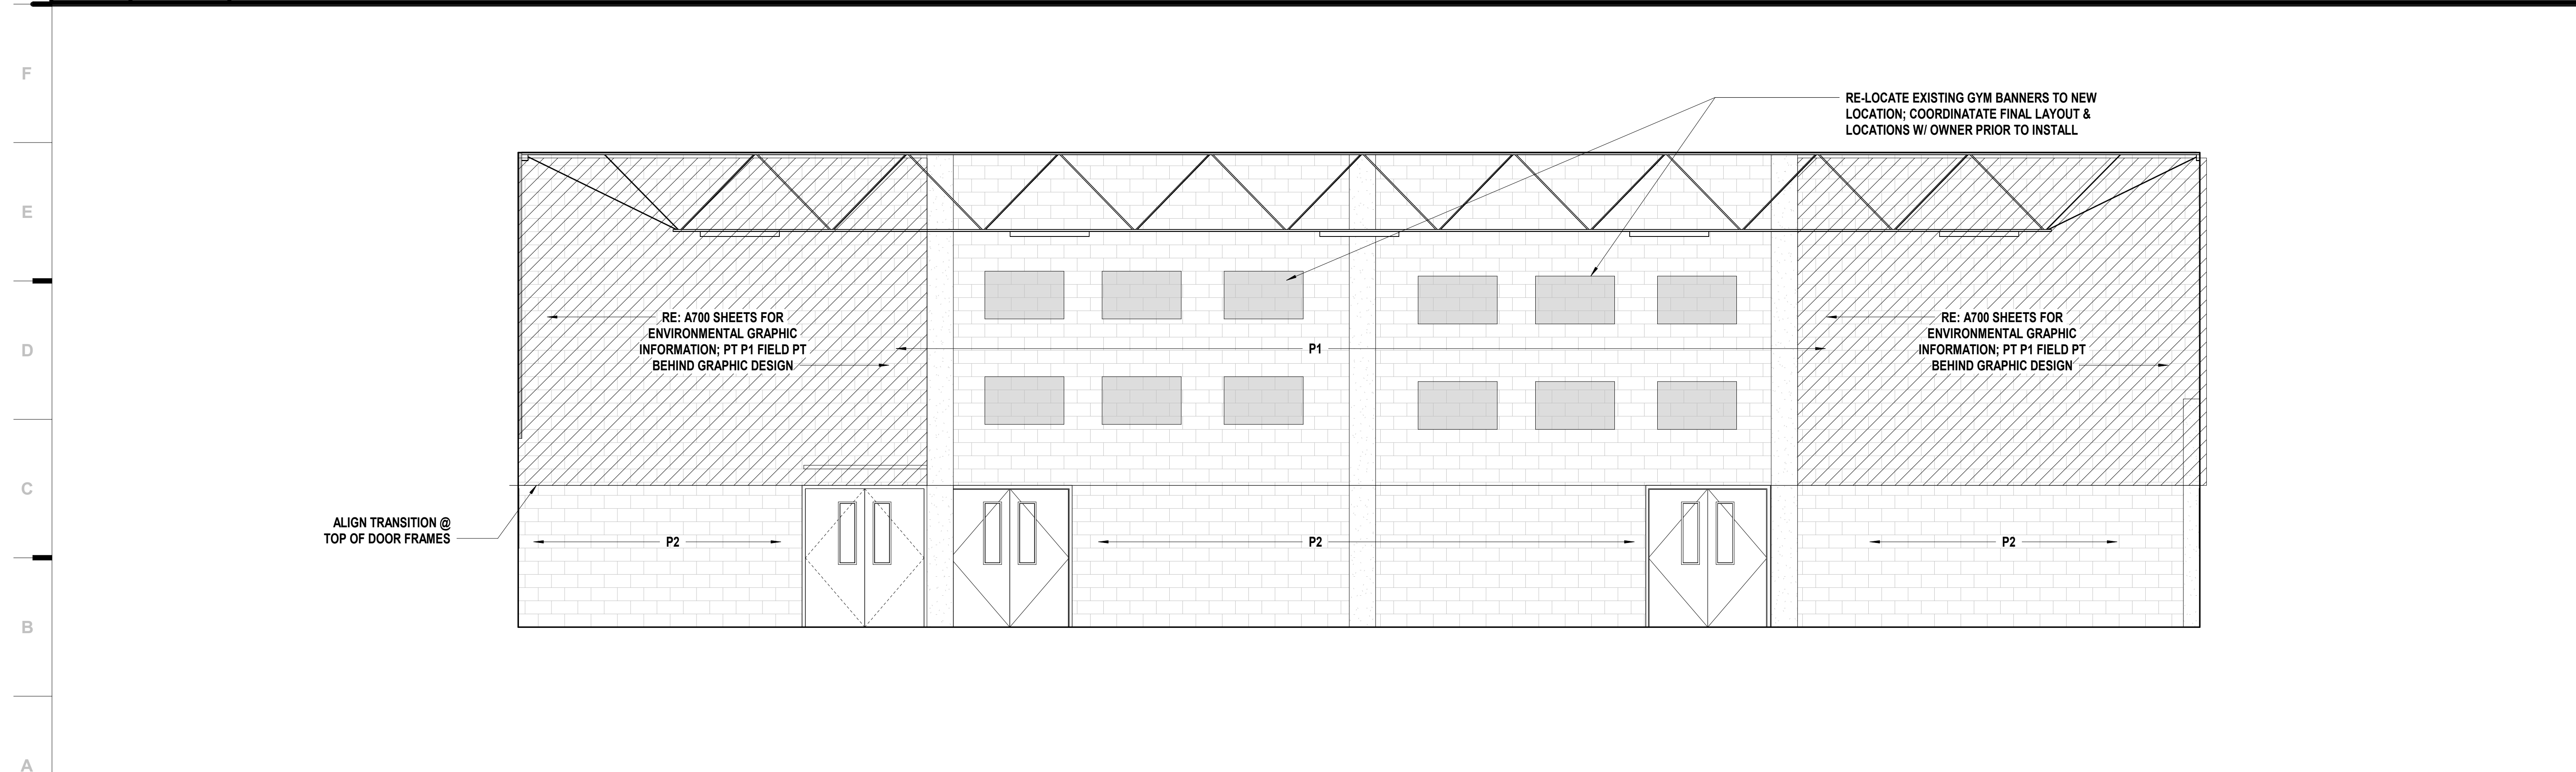 F
RE-LOCATE EXISTING GYM BANNERS TO NEW
LOCATION; COORDINATATE FINAL LAYOUT &
LOCATIONS W/ OWNER PRIOR TO INSTALL
E
RE: A700 SHEETS FOR
ENVIRONMENTAL GRAPHIC
INFORMATION; PT P1 FIELD PT
BEHIND GRAPHIC DESIGN
P1
RE: A700 SHEETS FOR
ENVIRONMENTAL GRAPHIC
INFORMATION; PT P1 FIELD PT
BEHIND GRAPHIC DESIGN
D
C
ALIGN TRANSITION @
TOP OF DOOR FRAMES
P2
P2
P2
B
A